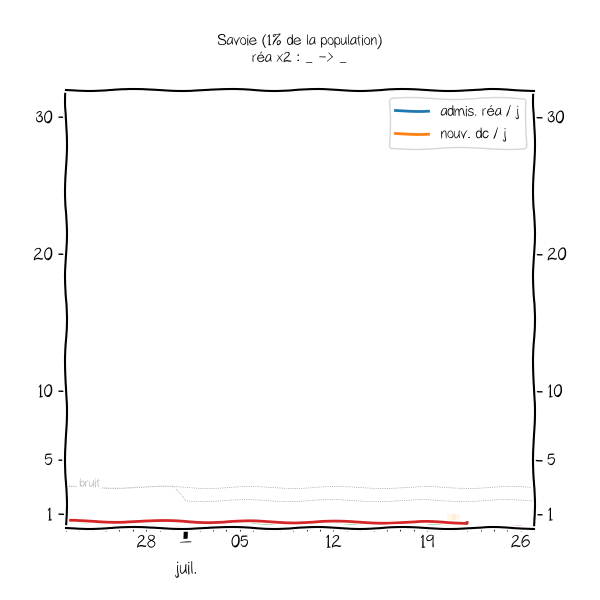 Savoie (1% de la population)
réa x2 : _ -> _
admis. réa / j
nouv. dc / j
30
30
20
20
10
10
5
5
bruit
1
1
28
05
12
19
26
juil.